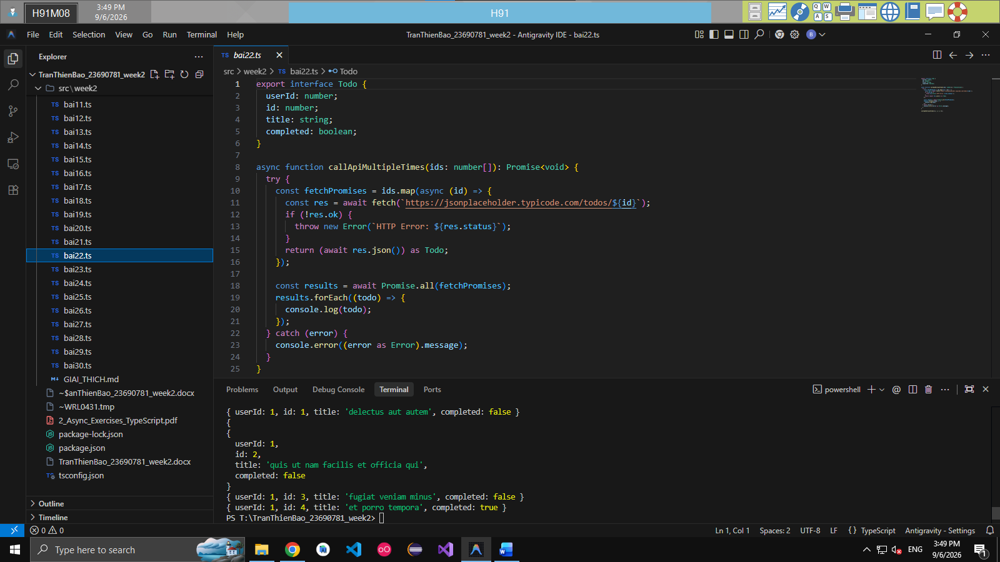 H91M08
3:49 PM
9/6/2026
H91
Q W
A S
File Edit Selection View Go Run Terminal Help
TranThienBao_23690781_week2 - Antigravity IDE - bai22.ts
B
Explorer
TranThienBao_23690781_week2
src\week2
TS bai11.ts
TS bai12.ts
TS bai13.ts
TS bai14.ts
TS bai15.ts
TS bai16.ts
TS bai17.ts
TS bai18.ts
TS bai19.ts
TS bai20.ts
TS bai21.ts
TS bai22.ts
TS bai23.ts
TS bai24.ts
TS bai25.ts
TS bai26.ts
TS bai27.ts
TS bai28.ts
TS bai29.ts
TS bai30.ts
GIAI_THICH.md
~$anThienBao_23690781_week2.docx
~WRL0431.tmp
2_Async_Exercises_TypeScript.pdf
package-lock.json
package.json
TranThienBao_23690781_week2.docx
tsconfig.json
Outline
Timeline
TS bai22.ts
src > week2 > TS bai22.ts > Todo
1 export interface Todo {
2 userId: number;
3 id: number;
4 title: string;
5 completed: boolean;
6 }
7
8 async function callApiMultipleTimes(ids: number[]): Promise<void> {
9 try {
10 const fetchPromises = ids.map(async (id) => {
11 const res = await fetch(`https://jsonplaceholder.typicode.com/todos/${id}`);
12 if (!res.ok) {
13 throw new Error(`HTTP Error: ${res.status}`);
14 }
15 return (await res.json()) as Todo;
16 });
17
18 const results = await Promise.all(fetchPromises);
19 results.forEach((todo) => {
20 console.log(todo);
21 });
22 } catch (error) {
23 console.error((error as Error).message);
24 }
25 }
Problems Output Debug Console Terminal Ports
powershell
{ userId: 1, id: 1, title: 'delectus aut autem', completed: false }
{
{
userId: 1,
id: 2,
title: 'quis ut nam facilis et officia qui',
completed: false
}
{ userId: 1, id: 3, title: 'fugiat veniam minus', completed: false }
{ userId: 1, id: 4, title: 'et porro tempora', completed: true }
PS T:\TranThienBao_23690781_week2>
0 0
Ln 1, Col 1 Spaces: 2 UTF-8 LF {} TypeScript Antigravity - Settings
Type here to search
ENG
3:49 PM
9/6/2026
1